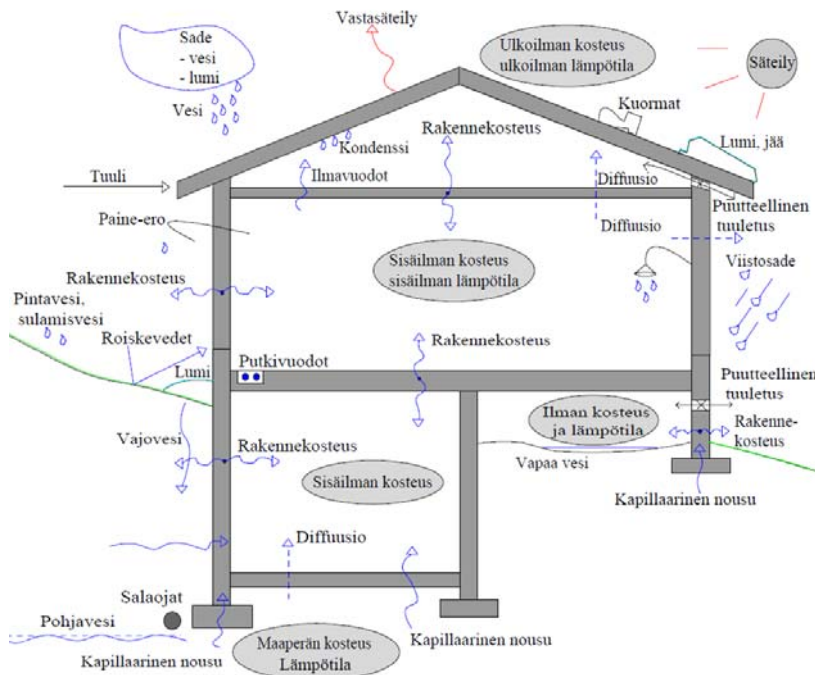 Vastasäteily
Sade
- vesi
- lumi
Vesi
Ulkoilman kosteus
ulkoilman lämpötila
Säteily
Kuormat
Rakennekosteus
Kondenssi
Lumi, jää
Tuuli
Ilmavuodot
Diffuusio
Puutteellinen
tuuletus
Paine-ero
Diffuusio
Sisäilman kosteus
sisäilman lämpötila
Viistosade
Rakennekosteus
Pintavesi,
sulamisvesi
Roiskevedet
Rakennekosteus
Lumi
Putkivuodot
Puutteellinen
tuuletus
Ilman kosteus
ja lämpötila
Vajovesi
Rakennekosteus
Rakenne-
kosteus
Vapaa vesi
Sisäilman kosteus
Kapillaarinen nousu
Diffuusio
Salaojat
Pohjavesi
Maaperän kosteus
Lämpötila
Kapillaarinen nousu
Kapillaarinen nousu